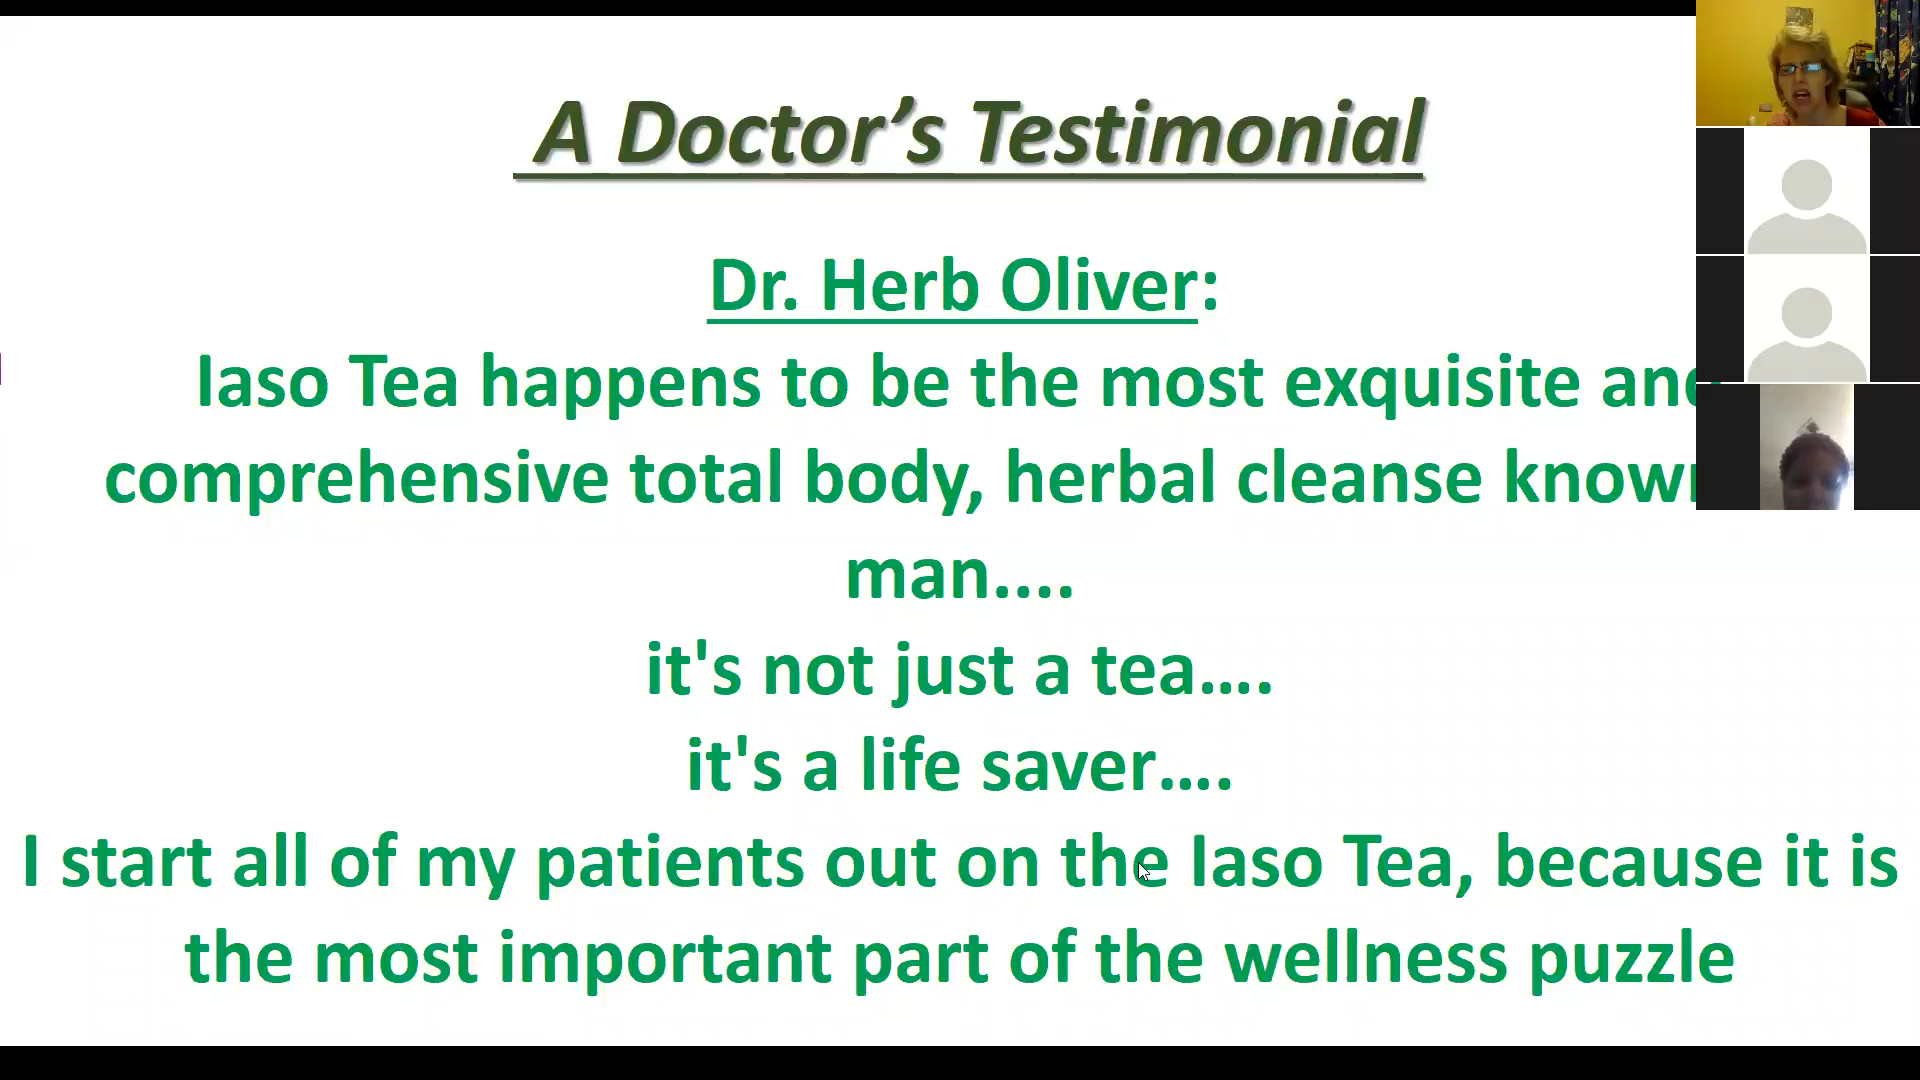 A Doctor’s Testimonial
Dr. Herb Oliver:
Iaso Tea happens to be the most exquisite and
comprehensive total body, herbal cleanse known
man....
it's not just a tea….
it's a life saver….
I start all of my patients out on the Iaso Tea, because it is
the most important part of the wellness puzzle